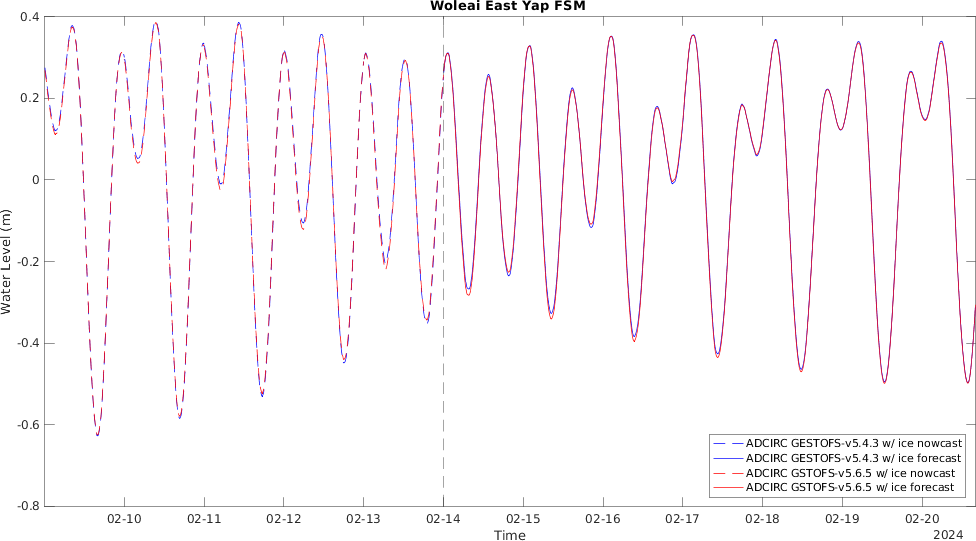 Woleai East Yap FSM
0.4
0.2
0
-0.2
-0.4
-0.6
-0.8
Water Level (m)
ADCIRC GESTOFS-v5.4.3 w/ ice nowcast
ADCIRC GESTOFS-v5.4.3 w/ ice forecast
ADCIRC GSTOFS-v5.6.5 w/ ice nowcast
ADCIRC GSTOFS-v5.6.5 w/ ice forecast
02-10 02-11 02-12 02-13 02-14 02-15 02-16 02-17 02-18 02-19 02-20
Time
2024